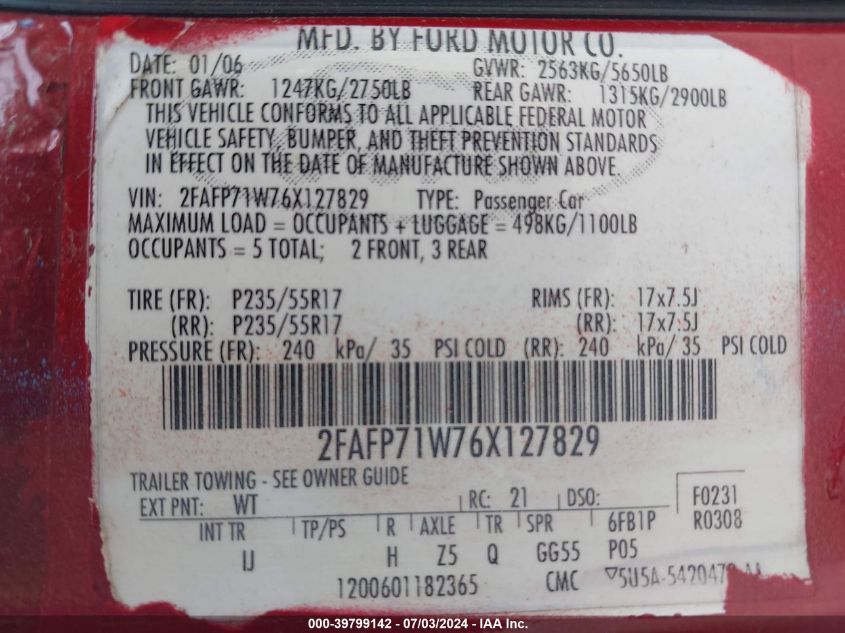 MFD. BY FORD MOTOR CO.
DATE: 01/06 GVWR: 2563KG/5650LB
FRONT GAWR: 1247KG/2750LB REAR GAWR: 1315KG/2900LB
THIS VEHICLE CONFORMS TO ALL APPLICABLE FEDERAL MOTOR
VEHICLE SAFETY, BUMPER, AND THEFT PREVENTION STANDARDS
IN EFFECT ON THE DATE OF MANUFACTURE SHOWN ABOVE.
VIN: 2FAFP71W76X127829 TYPE: Passenger Car
MAXIMUM LOAD = OCCUPANTS + LUGGAGE = 498KG/1100LB
OCCUPANTS = 5 TOTAL; 2 FRONT, 3 REAR
TIRE (FR): P235/55R17 RIMS (FR): 17x7.5J
(RR): P235/55R17 (RR): 17x7.5J
PRESSURE (FR): 240 kPa/ 35 PSI COLD (RR): 240 kPa/ 35 PSI COLD
2FAFP71W76X127829
TRAILER TOWING - SEE OWNER GUIDE
EXT PNT: WT RC: 21 DSO: F0231
INT TR TP/PS R AXLE TR SPR 6FB1P R0308
IJ H Z5 Q GG55 P05
1200601182365 CMC ▽5U5A-
000-39799142 - 07/03/2024 - IAA Inc.